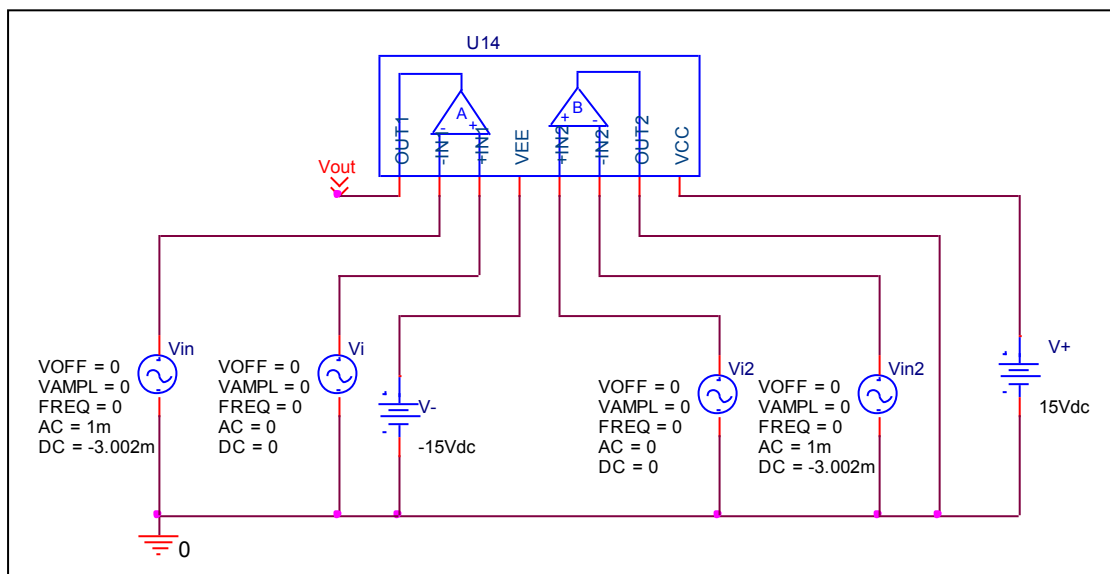 U14
A
B
-
+
+
-
OUT1
-IN1
+IN1
VEE
+IN2
-IN2
OUT2
VCC
Vout
Vin
VOFF = 0
VAMPL = 0
FREQ = 0
AC = 1m
DC = -3.002m
Vi
VOFF = 0
VAMPL = 0
FREQ = 0
AC = 0
DC = 0
V-
-15Vdc
Vi2
VOFF = 0
VAMPL = 0
FREQ = 0
AC = 0
DC = 0
Vin2
VOFF = 0
VAMPL = 0
FREQ = 0
AC = 1m
DC = -3.002m
V+
15Vdc
0